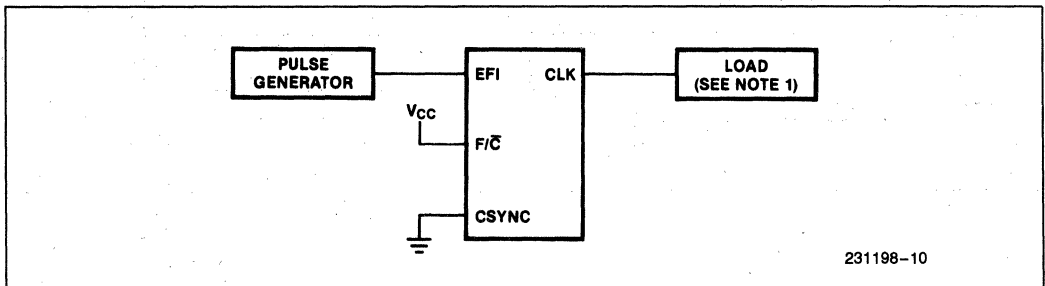 PULSE
GENERATOR
EFI
CLK
LOAD
(SEE NOTE 1)
VCC
F/C̅
CSYNC
231198-10